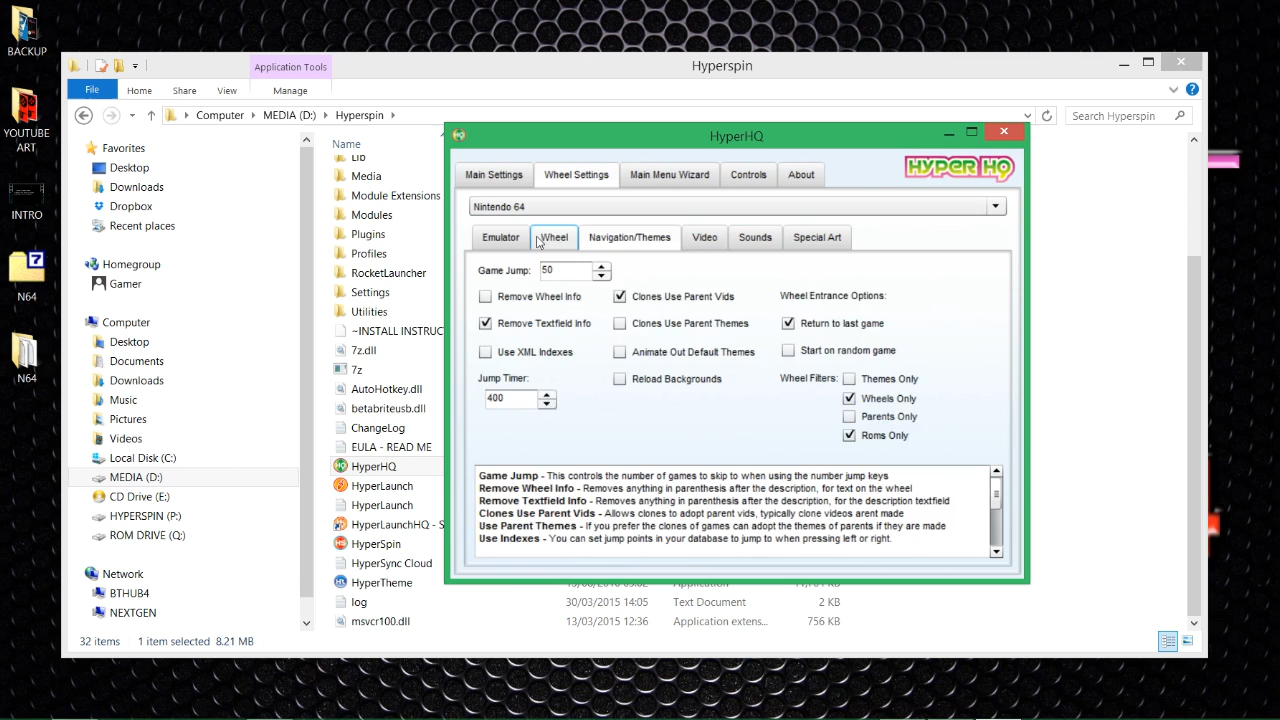 BACKUP
YOUTUBE
ART
INTRO
7
N64
N64
Application Tools
Hyperspin
File Home Share View Manage
Computer MEDIA (D:) Hyperspin
Search Hyperspin
Favorites
Desktop
Downloads
Dropbox
Recent places
Homegroup
Gamer
Computer
Desktop
Documents
Downloads
Music
Pictures
Videos
Local Disk (C:)
MEDIA (D:)
CD Drive (E:)
HYPERSPIN (P:)
ROM DRIVE (Q:)
Network
BTHUB4
NEXTGEN
Name
Lib
Media
Module Extensions
Modules
Plugins
Profiles
RocketLauncher
Settings
Utilities
~INSTALL INSTRUC
7z.dll
7z
AutoHotkey.dll
betabriteusb.dll
ChangeLog
EULA - READ ME
HyperHQ
HyperLaunch
HyperLaunch
HyperLaunchHQ - S
HyperSpin
HyperSync Cloud
HyperTheme
log 30/03/2015 14:05 Text Document 2 KB
msvcr100.dll 13/03/2015 12:36 Application extens... 756 KB
32 items 1 item selected 8.21 MB
HyperHQ
Main Settings Wheel Settings Main Menu Wizard Controls About
HYPER HQ
Nintendo 64
Emulator Wheel Navigation/Themes Video Sounds Special Art
Game Jump: 50
Remove Wheel Info Clones Use Parent Vids Wheel Entrance Options:
Remove Textfield Info Clones Use Parent Themes Return to last game
Use XML Indexes Animate Out Default Themes Start on random game
Jump Timer: Reload Backgrounds Wheel Filters: Themes Only
400 Wheels Only
Parents Only
Roms Only
Game Jump - This controls the number of games to skip to when using the number jump keys
Remove Wheel Info - Removes anything in parenthesis after the description, for text on the wheel
Remove Textfield Info - Removes anything in parenthesis after the description, for the description textfield
Clones Use Parent Vids - Allows clones to adopt parent vids, typically clone videos arent made
Use Parent Themes - If you prefer the clones of games can adopt the themes of parents if they are made
Use Indexes - You can set jump points in your database to jump to when pressing left or right.